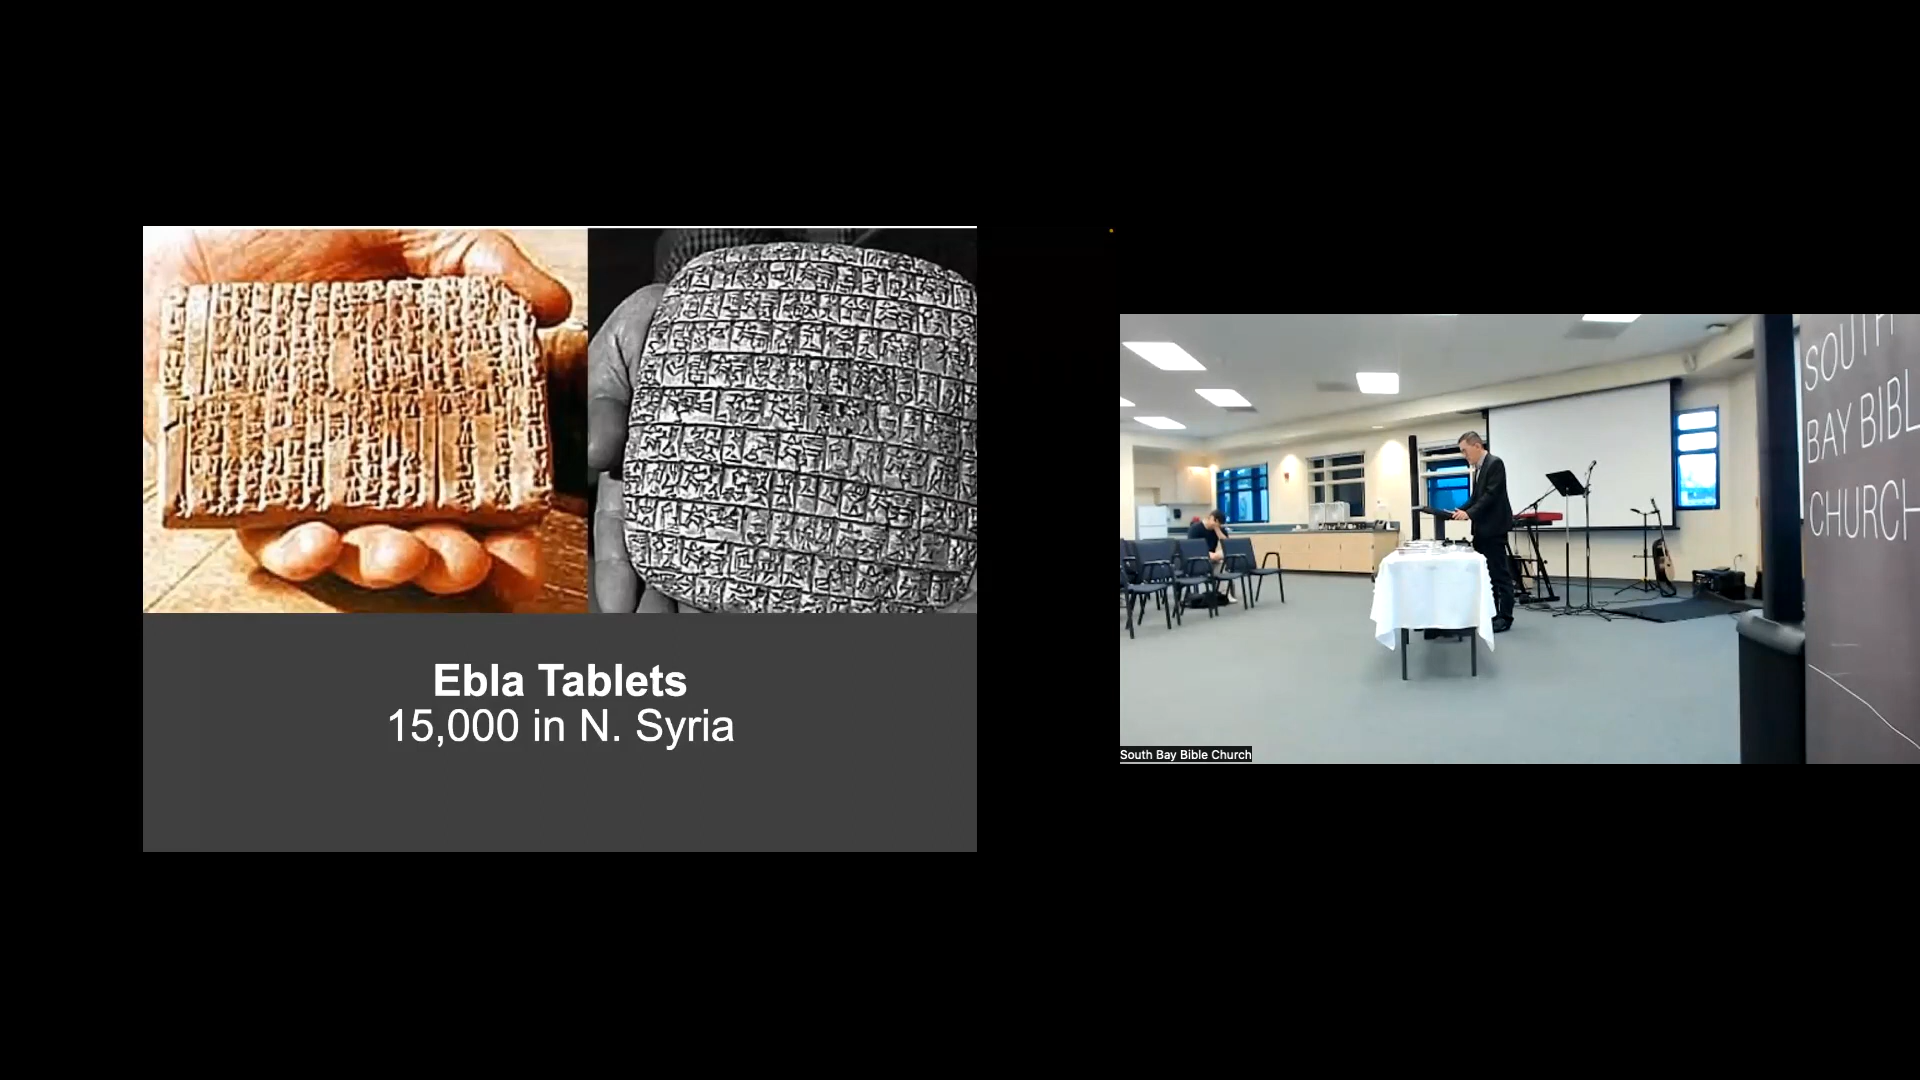 Ebla Tablets
15,000 in N. Syria
SOUTH
BAY BIBL
CHURCH
South Bay Bible Church